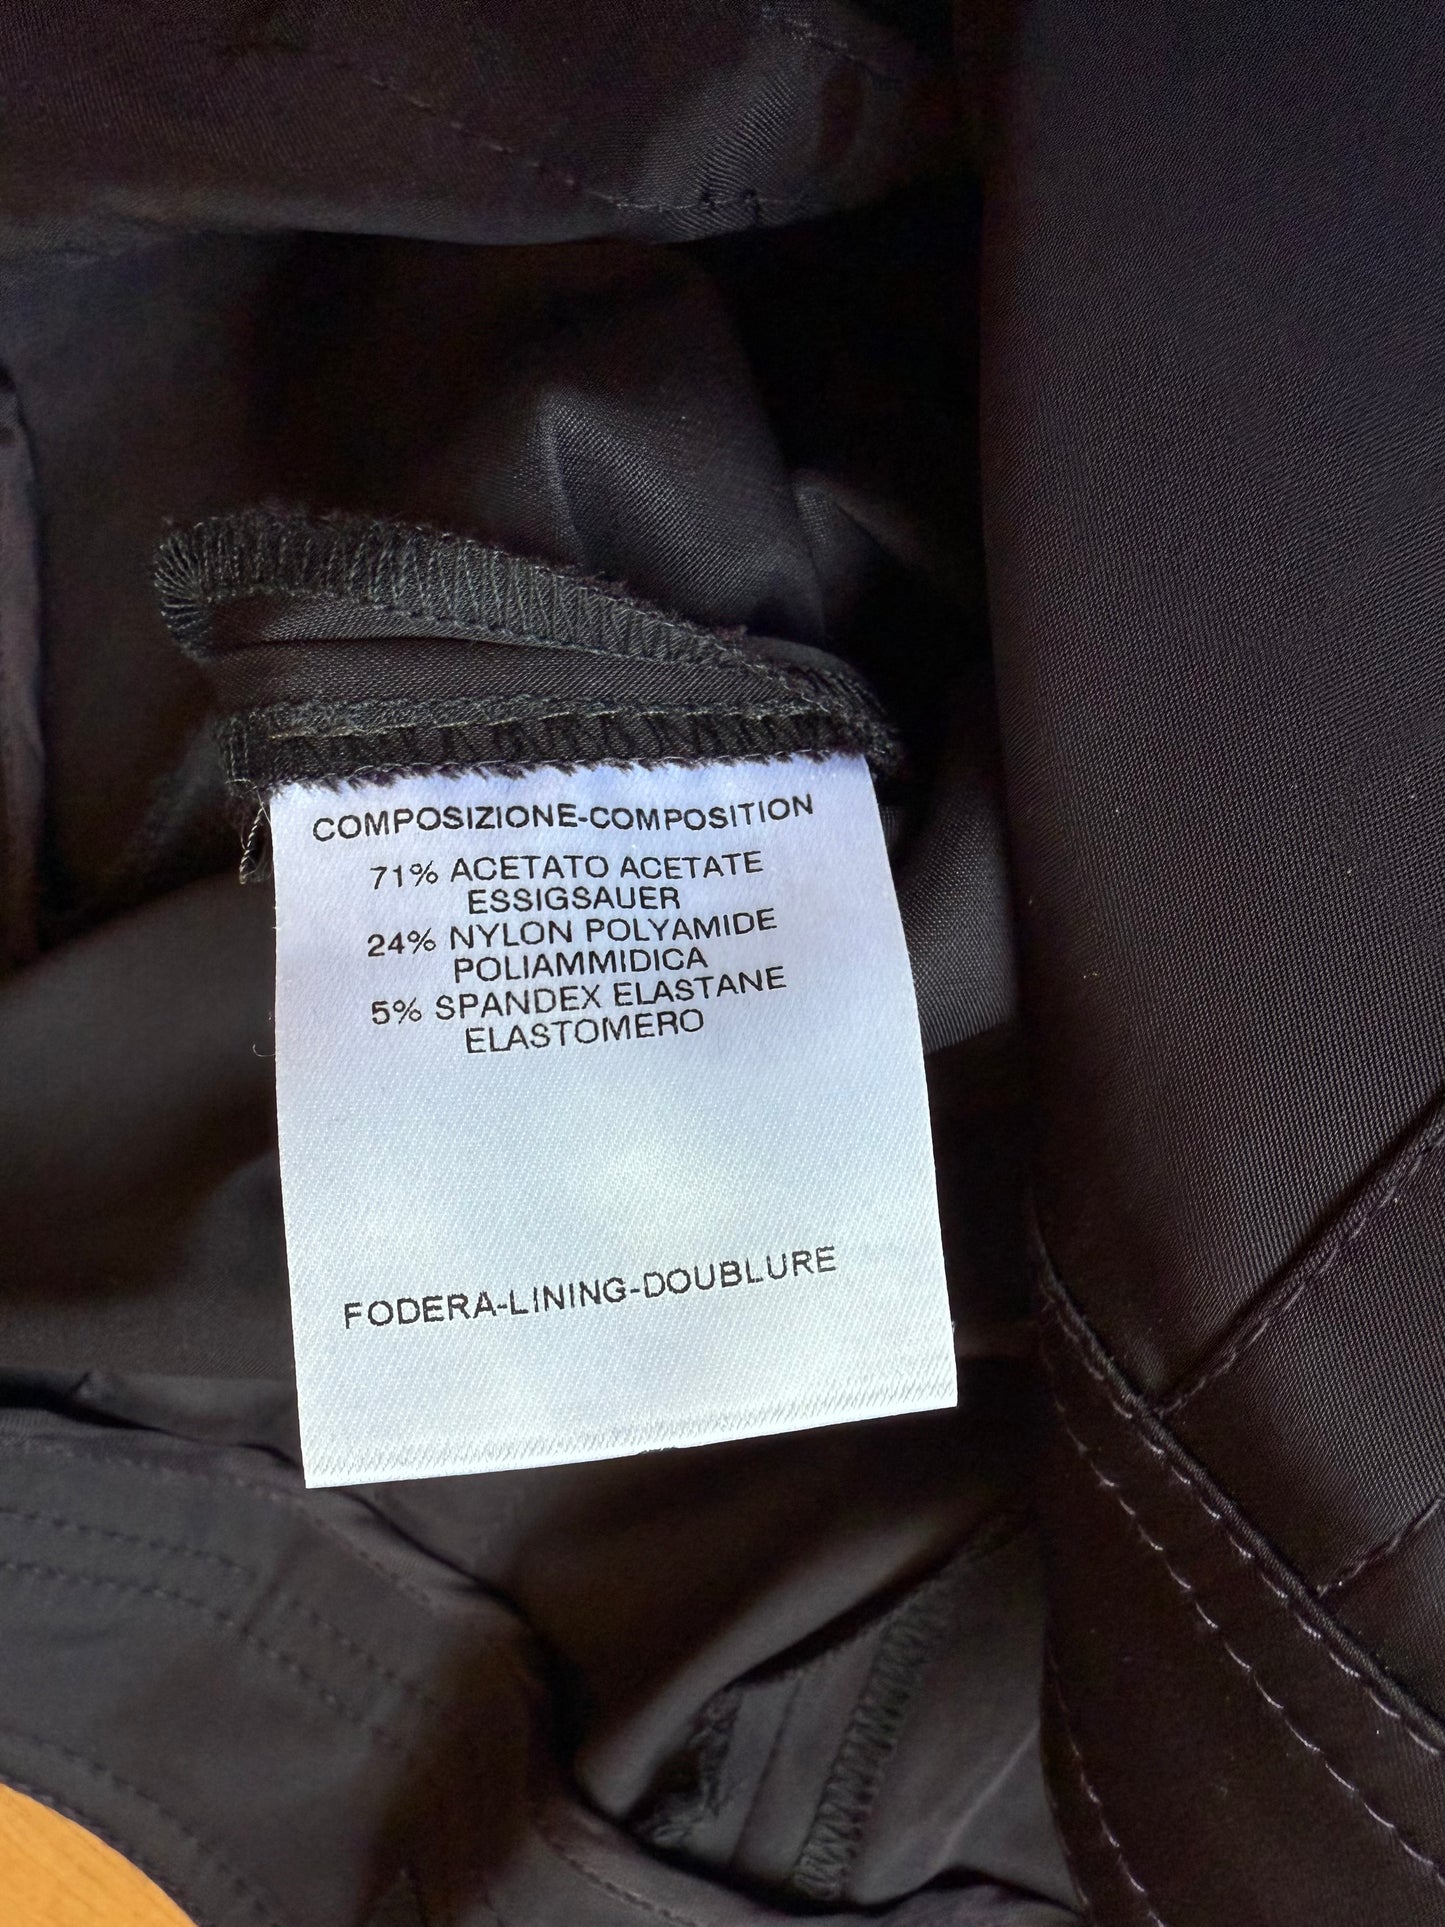 COMPOSIZIONE-COMPOSITION
71% ACETATO ACETATE
ESSIGSAUER
24% NYLON POLYAMIDE
POLIAMMIDICA
5% SPANDEX ELASTANE
ELASTOMERO
FODERA-LINING-DOUBLURE